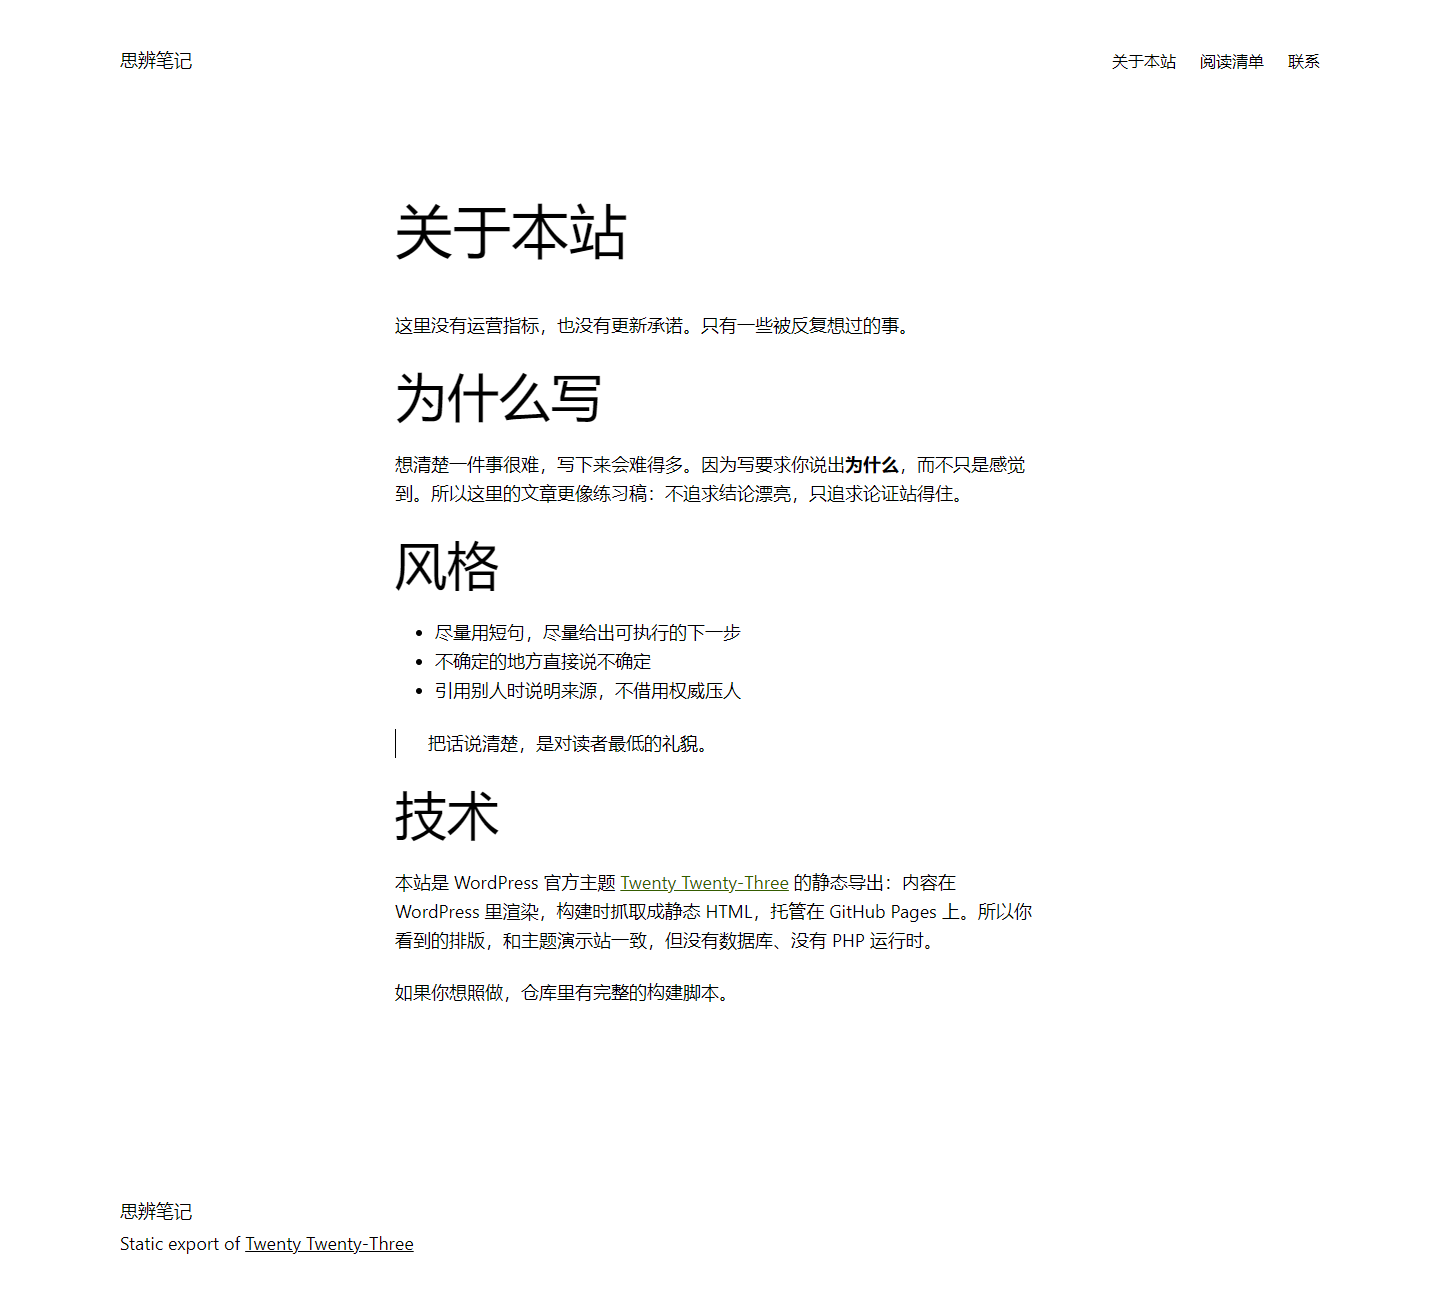 思辨笔记
关于本站 阅读清单 联系
关于本站
这里没有运营指标，也没有更新承诺。只有一些被反复想过的事。
为什么写
想清楚一件事很难，写下来会难得多。因为写要求你说出为什么，而不只是感觉
到。所以这里的文章更像练习稿：不追求结论漂亮，只追求论证站得住。
风格
• 尽量用短句，尽量给出可执行的下一步
• 不确定的地方直接说不确定
• 引用别人时说明来源，不借用权威压人
把话说清楚，是对读者最低的礼貌。
技术
本站是 WordPress 官方主题 Twenty Twenty-Three 的静态导出：内容在
WordPress 里渲染，构建时抓取成静态 HTML，托管在 GitHub Pages 上。所以你
看到的排版，和主题演示站一致，但没有数据库、没有 PHP 运行时。
如果你想照做，仓库里有完整的构建脚本。
思辨笔记
Static export of Twenty Twenty-Three